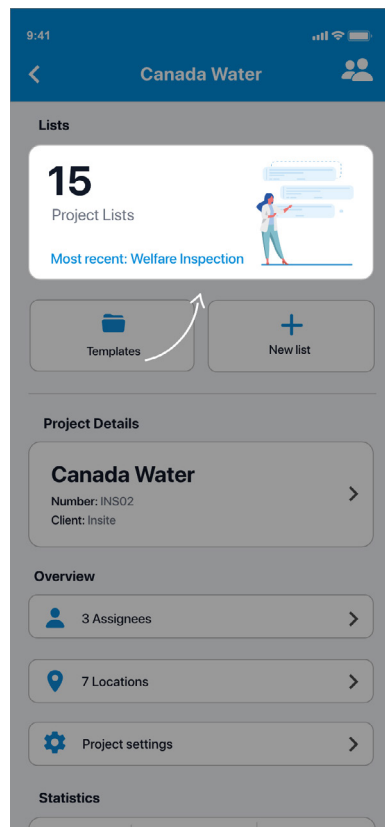 9:41
Canada Water
Lists
15
Project Lists
Most recent: Welfare Inspection
Templates
New list
Project Details
Canada Water
Number: INS02
Client: Insite
Overview
3 Assignees
7 Locations
Project settings
Statistics